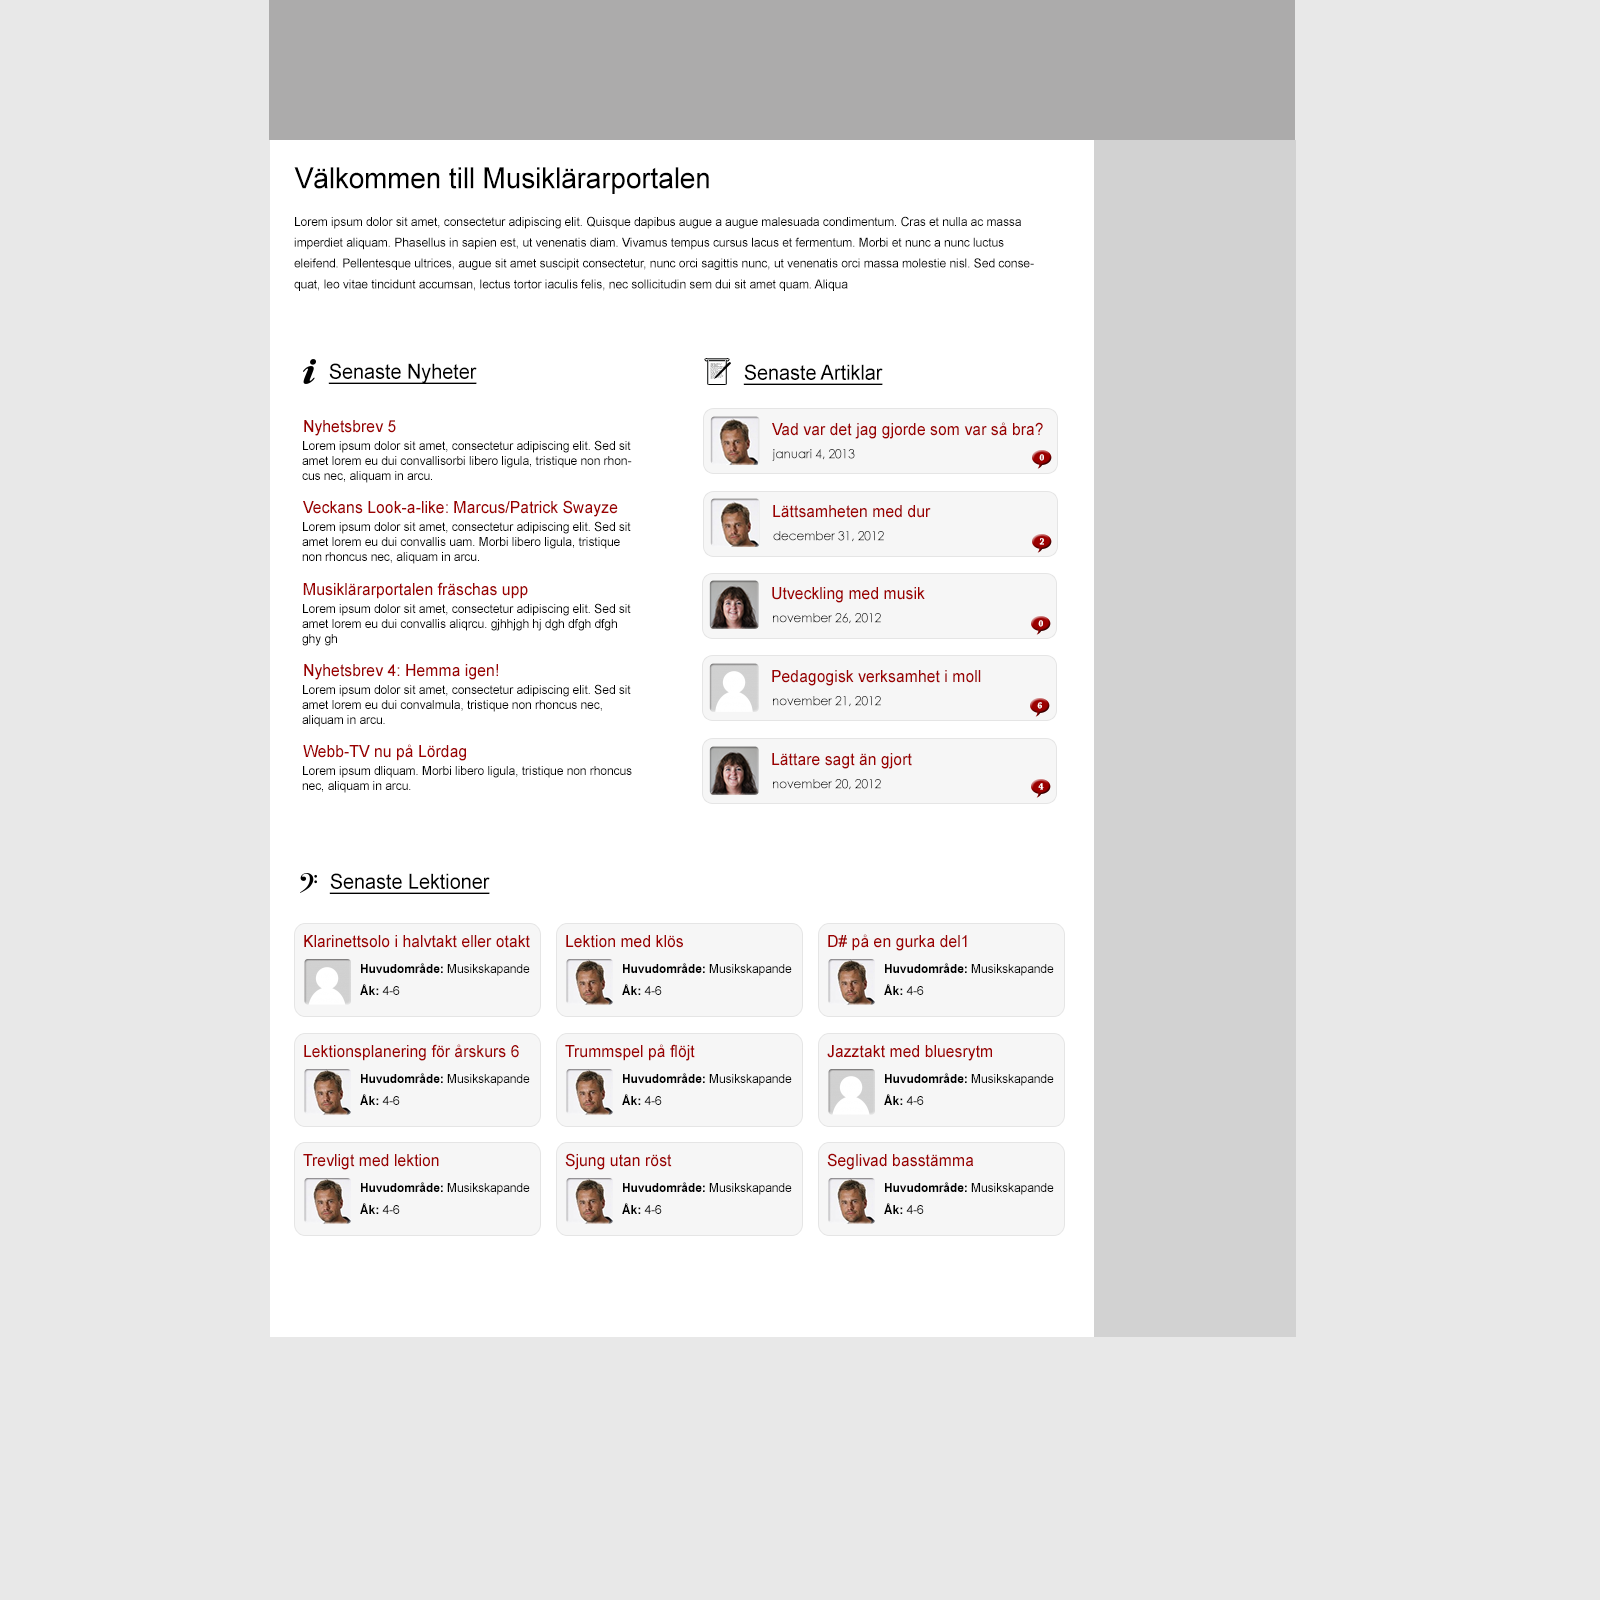 Välkommen till Musiklärarportalen
Lorem ipsum dolor sit amet, consectetur adipiscing elit. Quisque dapibus augue a augue malesuada condimentum. Cras et nulla ac massa
imperdiet aliquam. Phasellus in sapien est, ut venenatis diam. Vivamus tempus cursus lacus et fermentum. Morbi et nunc a nunc luctus
eleifend. Pellentesque ultrices, augue sit amet suscipit consectetur, nunc orci sagittis nunc, ut venenatis orci massa molestie nisl. Sed conse-
quat, leo vitae tincidunt accumsan, lectus tortor iaculis felis, nec sollicitudin sem dui sit amet quam. Aliqua
Senaste Nyheter
Nyhetsbrev 5
Lorem ipsum dolor sit amet, consectetur adipiscing elit. Sed sit
amet lorem eu dui convallisorbi libero ligula, tristique non rhon-
cus nec, aliquam in arcu.
Veckans Look-a-like: Marcus/Patrick Swayze
Lorem ipsum dolor sit amet, consectetur adipiscing elit. Sed sit
amet lorem eu dui convallis uam. Morbi libero ligula, tristique
non rhoncus nec, aliquam in arcu.
Musiklärarportalen fräschas upp
Lorem ipsum dolor sit amet, consectetur adipiscing elit. Sed sit
amet lorem eu dui convallis aliqrcu. gjhhjgh hj dgh dfgh dfgh
ghy gh
Nyhetsbrev 4: Hemma igen!
Lorem ipsum dolor sit amet, consectetur adipiscing elit. Sed sit
amet lorem eu dui convalmula, tristique non rhoncus nec,
aliquam in arcu.
Webb-TV nu på Lördag
Lorem ipsum dliquam. Morbi libero ligula, tristique non rhoncus
nec, aliquam in arcu.
Senaste Artiklar
Vad var det jag gjorde som var så bra?
januari 4, 2013
0
Lättsamheten med dur
december 31, 2012
2
Utveckling med musik
november 26, 2012
0
Pedagogisk verksamhet i moll
november 21, 2012
6
Lättare sagt än gjort
november 20, 2012
4
Senaste Lektioner
Klarinettsolo i halvtakt eller otakt
Huvudområde: Musikskapande
Åk: 4-6
Lektion med klös
Huvudområde: Musikskapande
Åk: 4-6
D# på en gurka del1
Huvudområde: Musikskapande
Åk: 4-6
Lektionsplanering för årskurs 6
Huvudområde: Musikskapande
Åk: 4-6
Trummspel på flöjt
Huvudområde: Musikskapande
Åk: 4-6
Jazztakt med bluesrytm
Huvudområde: Musikskapande
Åk: 4-6
Trevligt med lektion
Huvudområde: Musikskapande
Åk: 4-6
Sjung utan röst
Huvudområde: Musikskapande
Åk: 4-6
Seglivad basstämma
Huvudområde: Musikskapande
Åk: 4-6